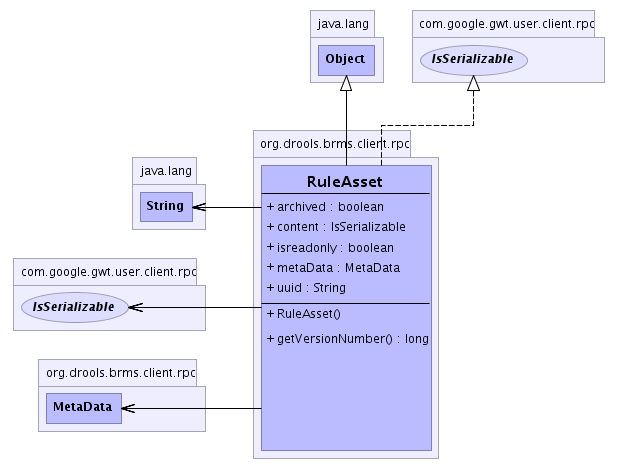 java.lang
Object
com.google.gwt.user.client.rpc
IsSerializable
org.drools.brms.client.rpc
RuleAsset
+ archived : boolean
+ content : IsSerializable
+ isreadonly : boolean
+ metaData : MetaData
+ uuid : String
+ RuleAsset()
+ getVersionNumber() : long
java.lang
String
com.google.gwt.user.client.rpc
IsSerializable
org.drools.brms.client.rpc
MetaData